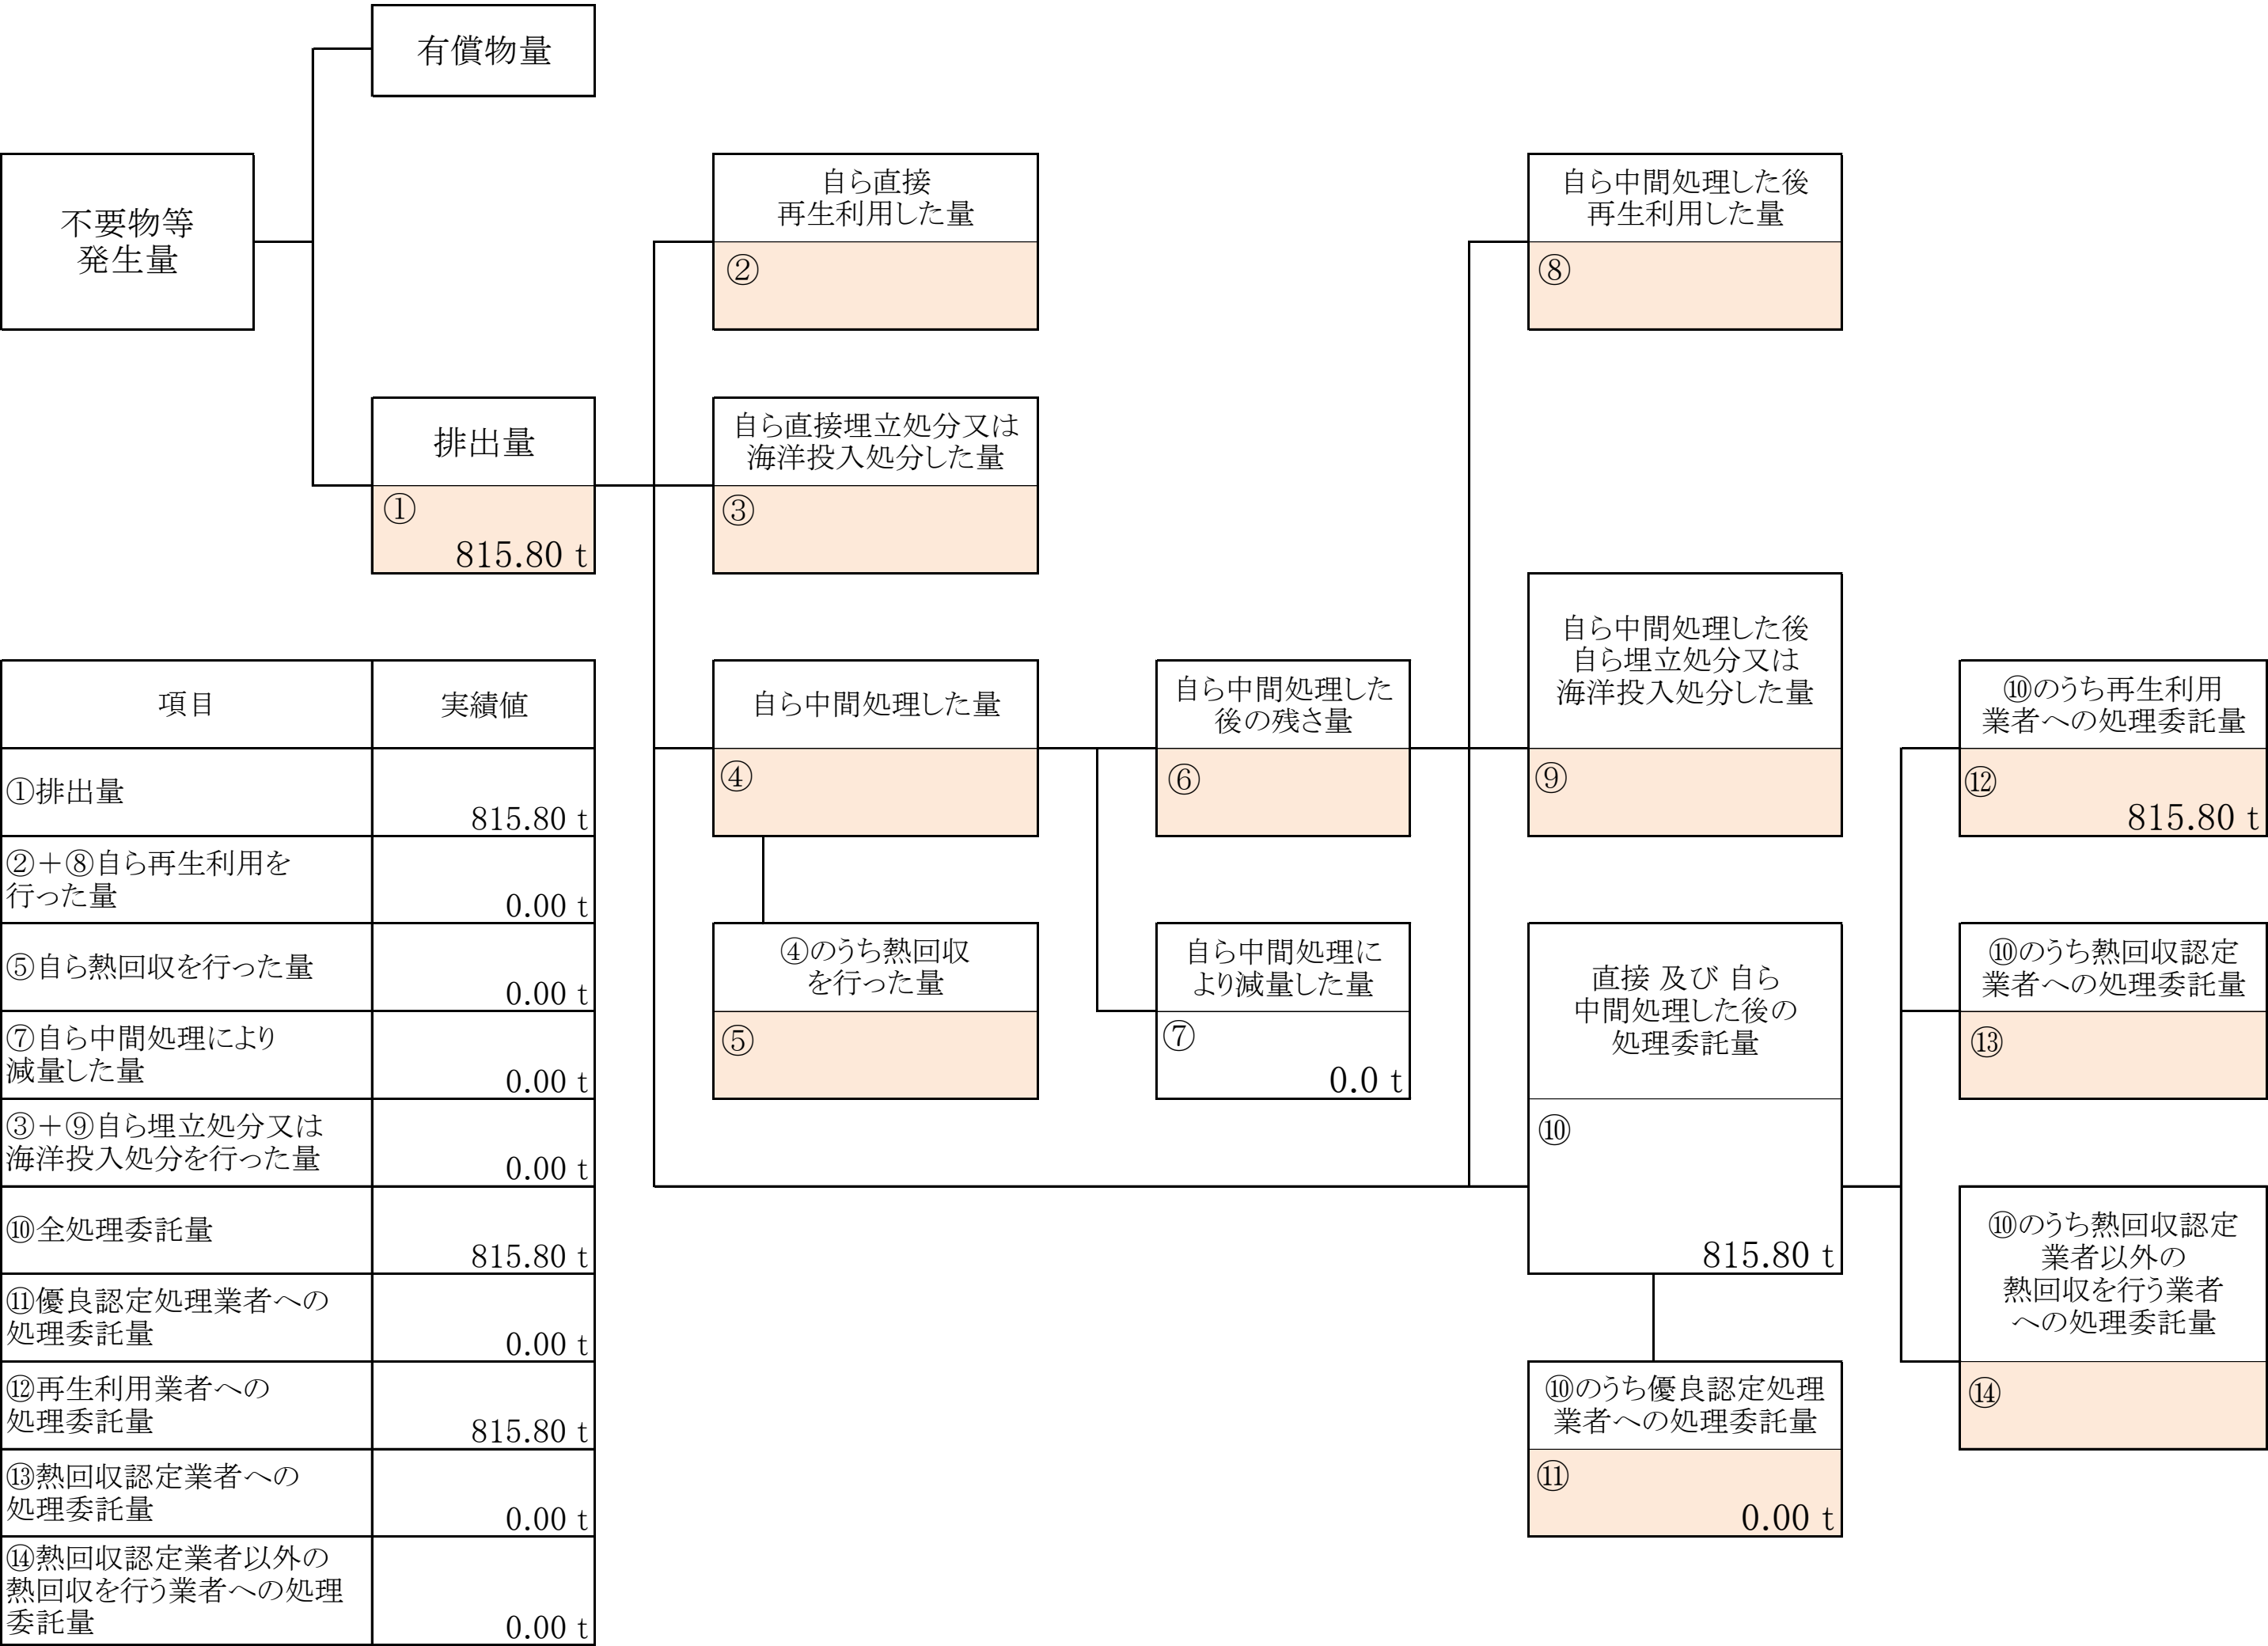 有償物量
不要物等
発生量
排出量
①
815.80 t
自ら直接
再生利用した量
②
自ら直接埋立処分又は
海洋投入処分した量
③
自ら中間処理した量
④
④のうち熱回収
を行った量
⑤
自ら中間処理した
後の残さ量
⑥
自ら中間処理に
より減量した量
⑦
0.0 t
自ら中間処理した後
再生利用した量
⑧
自ら中間処理した後
自ら埋立処分又は
海洋投入処分した量
⑨
直接 及び 自ら
中間処理した後の
処理委託量
⑩
815.80 t
⑩のうち優良認定処理
業者への処理委託量
⑪
0.00 t
⑩のうち再生利用
業者への処理委託量
⑫
815.80 t
⑩のうち熱回収認定
業者への処理委託量
⑬
⑩のうち熱回収認定
業者以外の
熱回収を行う業者
への処理委託量
⑭
項目 実績値
①排出量
815.80 t
②＋⑧自ら再生利用を
行った量
0.00 t
⑤自ら熱回収を行った量
0.00 t
⑦自ら中間処理により
減量した量
0.00 t
③＋⑨自ら埋立処分又は
海洋投入処分を行った量
0.00 t
⑩全処理委託量
815.80 t
⑪優良認定処理業者への
処理委託量
0.00 t
⑫再生利用業者への
処理委託量
815.80 t
⑬熱回収認定業者への
処理委託量
0.00 t
⑭熱回収認定業者以外の
熱回収を行う業者への処理
委託量
0.00 t